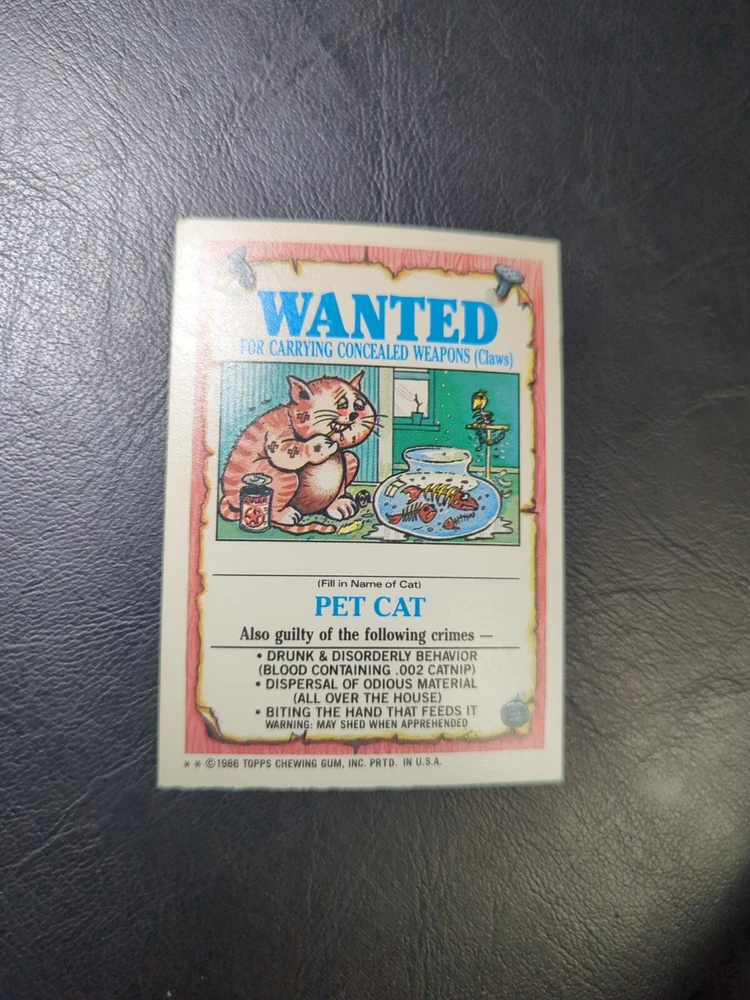 WANTED
FOR CARRYING CONCEALED WEAPONS (Claws)
(Fill in Name of Cat)
PET CAT
Also guilty of the following crimes —
• DRUNK & DISORDERLY BEHAVIOR
(BLOOD CONTAINING .002 CATNIP)
• DISPERSAL OF ODIOUS MATERIAL
(ALL OVER THE HOUSE)
• BITING THE HAND THAT FEEDS IT
WARNING: MAY SHED WHEN APPREHENDED
* * ©1986 TOPPS CHEWING GUM, INC. PRTD. IN U.S.A.